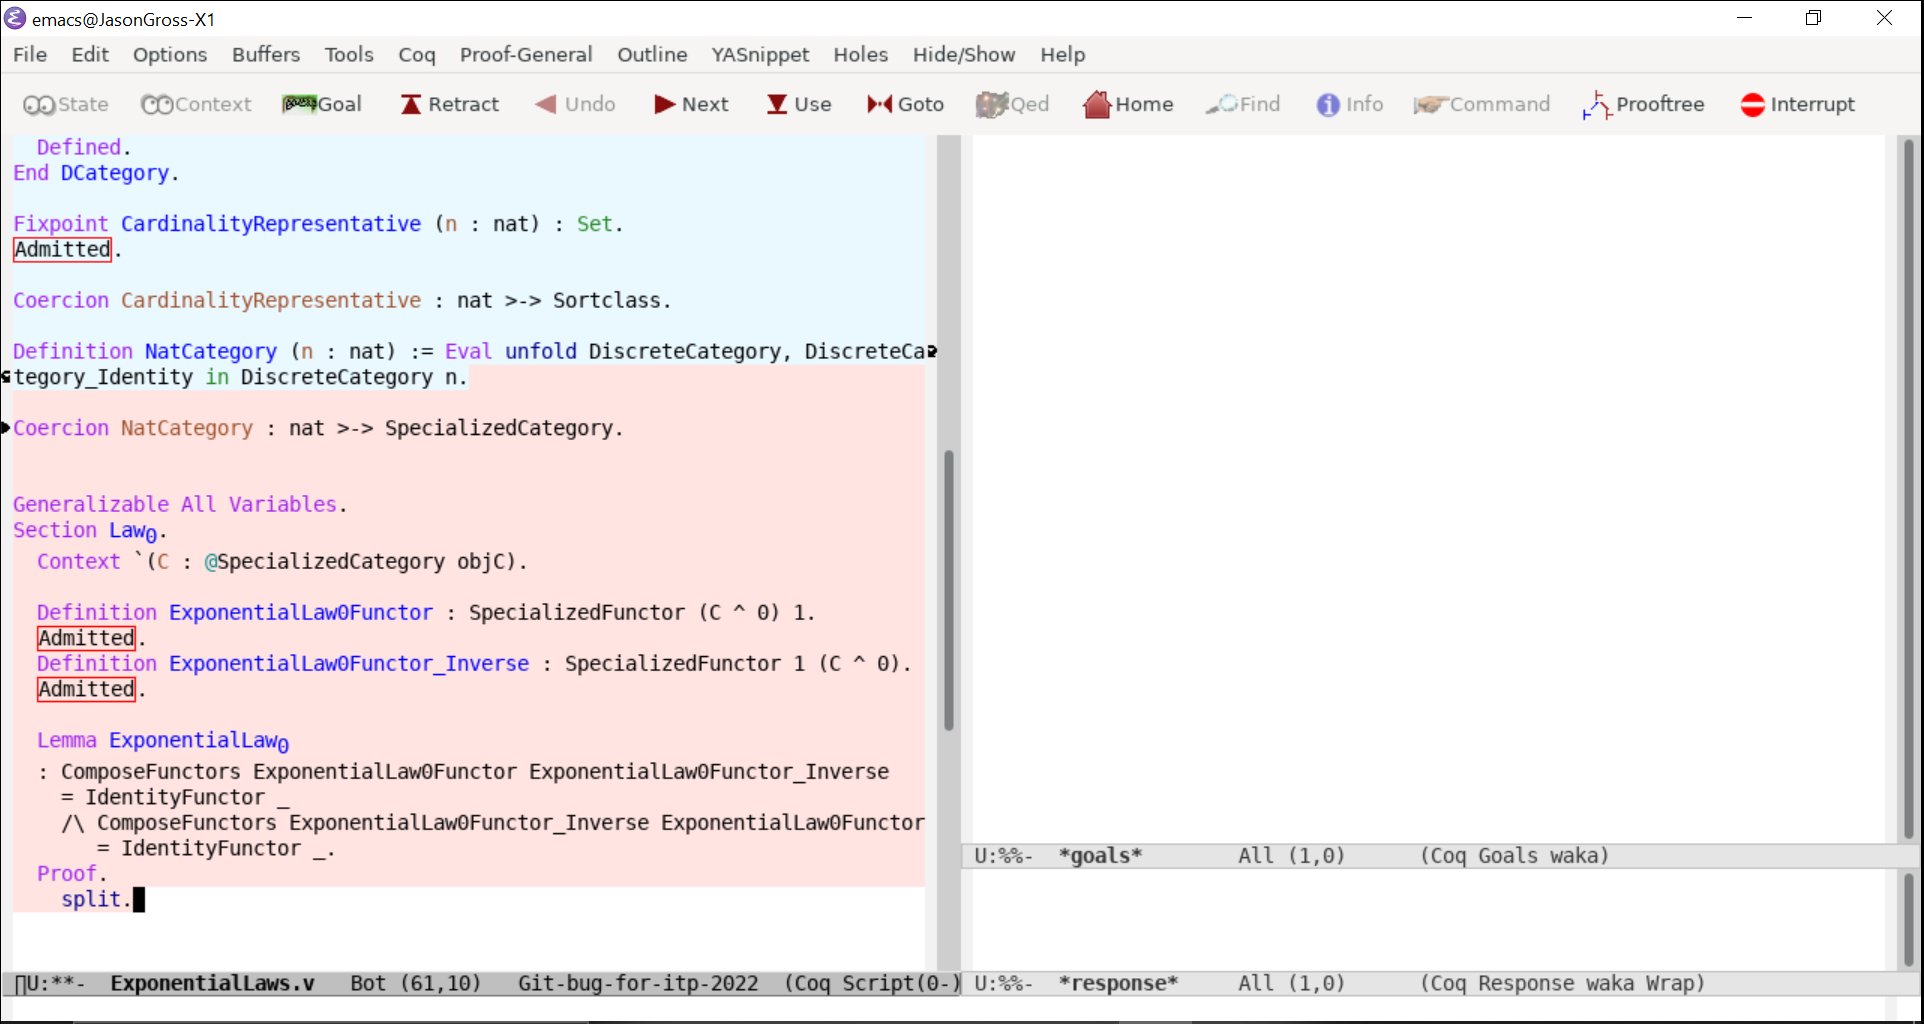 emacs@JasonGross-X1
File Edit Options Buffers Tools Coq Proof-General Outline YASnippet Holes Hide/Show Help
State Context Goal Retract Undo Next Use Goto Qed Home Find Info Command Prooftree Interrupt
Defined.
End DCategory.
Fixpoint CardinalityRepresentative (n : nat) : Set.
Admitted.
Coercion CardinalityRepresentative : nat >-> Sortclass.
Definition NatCategory (n : nat) := Eval unfold DiscreteCategory, DiscreteCa
tegory_Identity in DiscreteCategory n.
Coercion NatCategory : nat >-> SpecializedCategory.
Generalizable All Variables.
Section Law₀.
Context `(C : @SpecializedCategory objC).
Definition ExponentialLaw0Functor : SpecializedFunctor (C ^ 0) 1.
Admitted.
Definition ExponentialLaw0Functor_Inverse : SpecializedFunctor 1 (C ^ 0).
Admitted.
Lemma ExponentialLaw₀
: ComposeFunctors ExponentialLaw0Functor ExponentialLaw0Functor_Inverse
= IdentityFunctor _
/\ ComposeFunctors ExponentialLaw0Functor_Inverse ExponentialLaw0Functor
= IdentityFunctor _.
Proof.
split.
U:**- ExponentialLaws.v Bot (61,10) Git-bug-for-itp-2022 (Coq Script(0-)
U:%%- *goals* All (1,0) (Coq Goals waka)
U:%%- *response* All (1,0) (Coq Response waka Wrap)